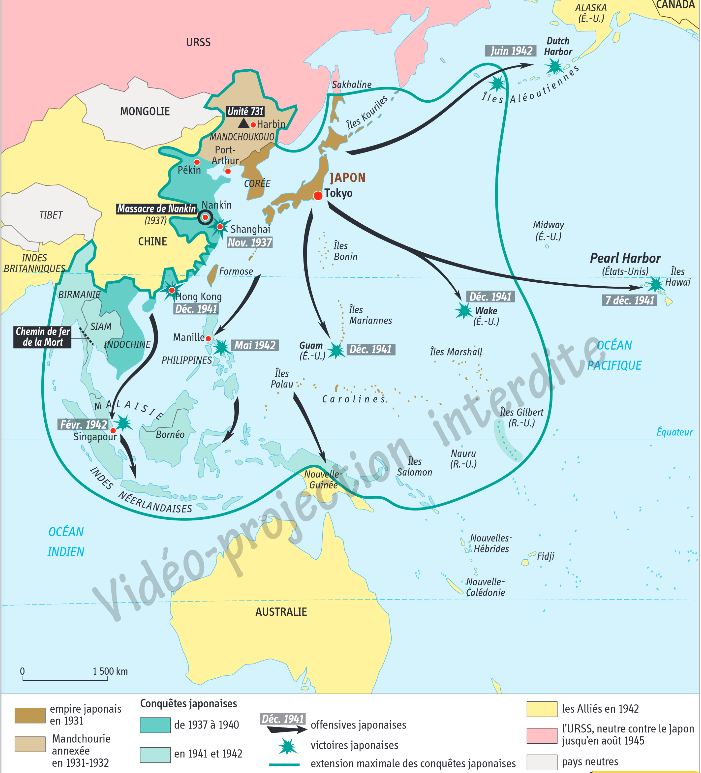 CANADA
ALASKA
(É.-U.)
URSS
Dutch
Harbor
Juin 1942
Îles Aléoutiennes
Sakhaline
Îles Kouriles
MONGOLIE
Unité 731
Harbin
MANDCHOUKOUO
Port-
Arthur
Pékin
CORÉE
JAPON
Tokyo
Massacre de Nankin
(1937)
Nankin
Shanghai
Nov. 1937
TIBET
CHINE
INDES
BRITANNIQUES
Midway
(É.-U.)
Îles
Bonin
Pearl Harbor
(États-Unis)
Îles
Hawaï
7 déc. 1941
Formose
BIRMANIE
Hong Kong
Déc. 1941
Déc. 1941
Wake
(É.-U.)
SIAM
Chemin de fer
de la Mort
INDOCHINE
Manille
Mai 1942
PHILIPPINES
Îles
Mariannes
Guam
(É.-U.)
Déc. 1941
Îles Marshall
OCÉAN
PACIFIQUE
Îles
Palau
Carolines
MALAISIE
Févr. 1942
Singapour
Bornéo
Îles Gilbert
(R.-U.)
Équateur
Nauru
(R.-U.)
Îles
Salomon
Nouvelle-
Guinée
INDES NÉERLANDAISES
OCÉAN
INDIEN
Nouvelles-
Hébrides
Fidji
Nouvelle-
Calédonie
AUSTRALIE
Vidéo-projection interdite
0 1 500 km
empire japonais
en 1931
Mandchourie
annexée
en 1931-1932
Conquêtes japonaises
de 1937 à 1940
en 1941 et 1942
Déc. 1941
offensives japonaises
victoires japonaises
extension maximale des conquêtes japonaises
les Alliés en 1942
l'URSS, neutre contre le Japon
jusqu'en août 1945
pays neutres